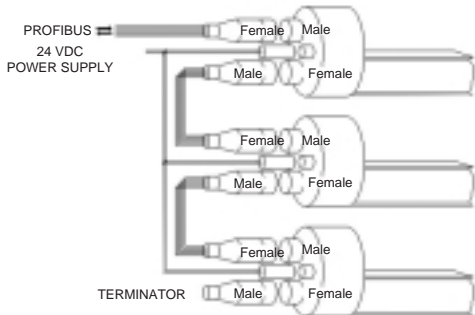 PROFIBUS Female Male
24 VDC
POWER SUPPLY
Male Female
Female Male
Male Female
Female Male
TERMINATOR Male Female